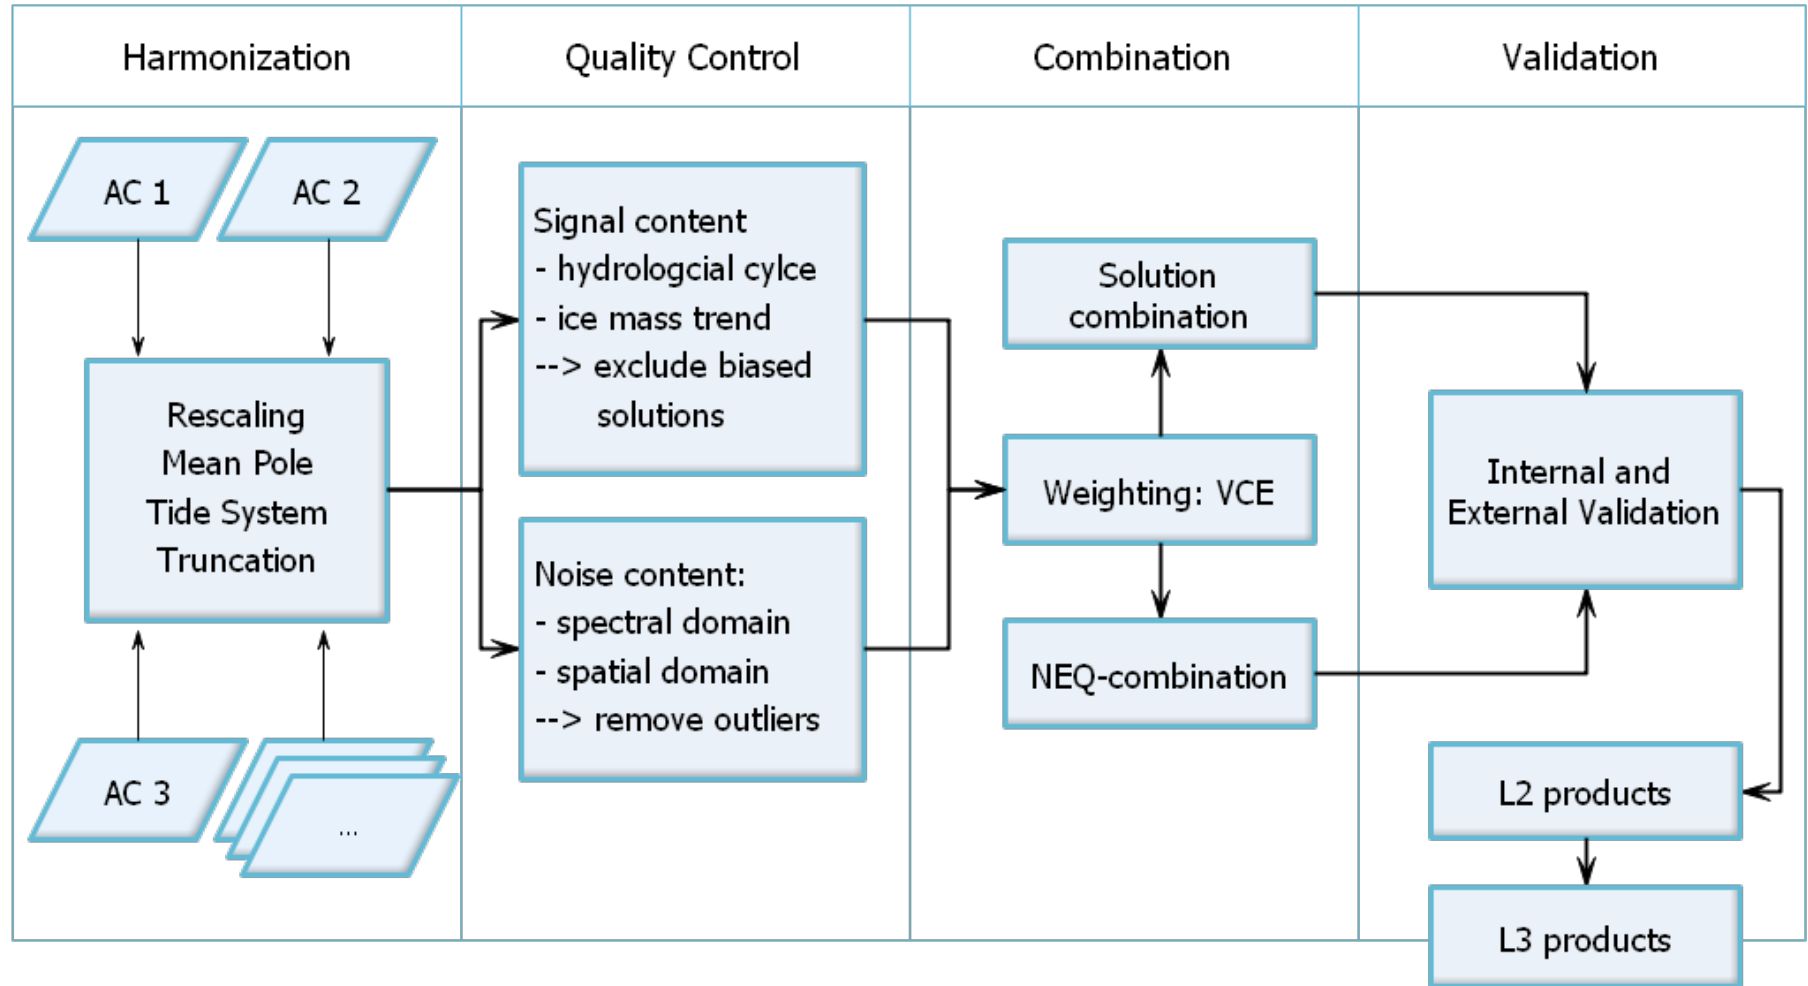 Harmonization
Quality Control
Combination
Validation
AC 1
AC 2
Rescaling
Mean Pole
Tide System
Truncation
AC 3
...
Signal content
- hydrologcial cylce
- ice mass trend
--> exclude biased
solutions
Noise content:
- spectral domain
- spatial domain
--> remove outliers
Solution
combination
Weighting: VCE
NEQ-combination
Internal and
External Validation
L2 products
L3 products